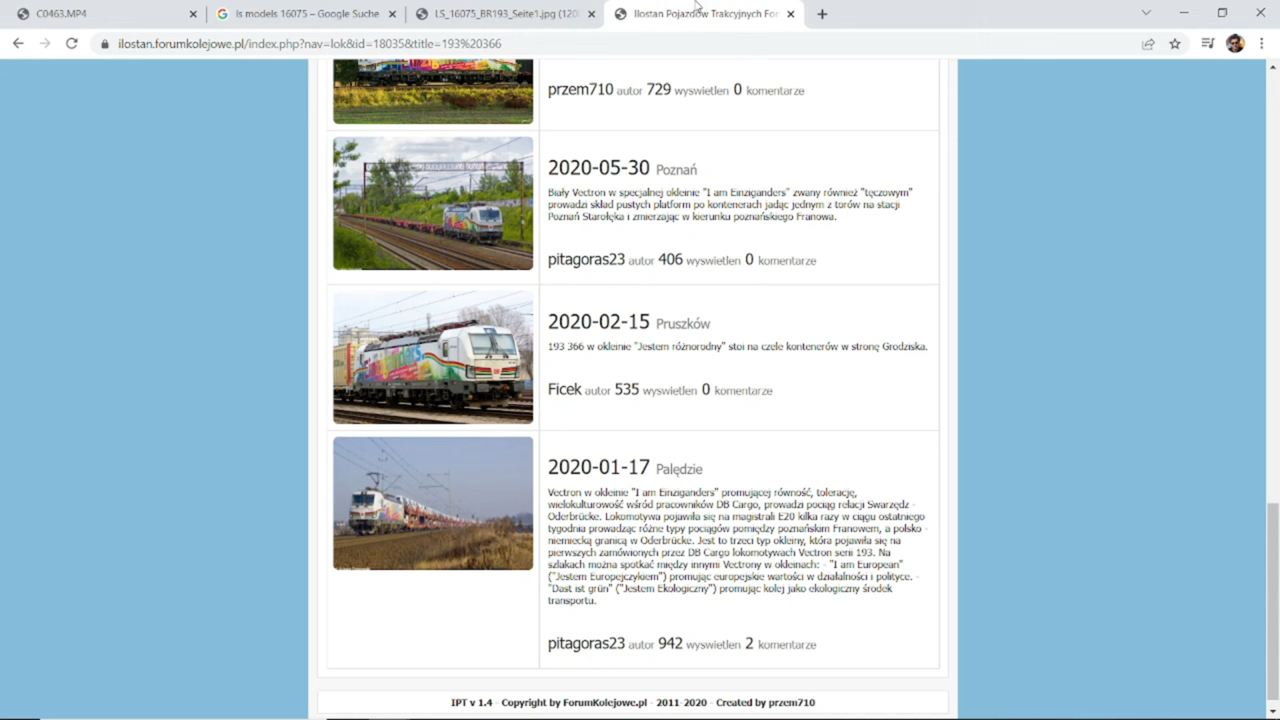 C0463.MP4
ls models 16075 – Google Suche
LS_16075_BR193_Seite1.jpg (120
Ilostan Pojazdów Trakcyjnych For
ilostan.forumkolejowe.pl/index.php?nav=lok&id=18035&title=193%20366
przem710 autor 729 wyswietlen 0 komentarze
2020-05-30 Poznań
Biały Vectron w specjalnej okleinie "I am Einziganders" zwany również "tęczowym"
prowadzi skład pustych platform po kontenerach jadąc jednym z torów na stacji
Poznań Starołęka i zmierzając w kierunku poznańskiego Franowa.
pitagoras23 autor 406 wyswietlen 0 komentarze
2020-02-15 Pruszków
193 366 w okleinie "Jestem różnorodny" stoi na czele kontenerów w stronę Grodziska.
Ficek autor 535 wyswietlen 0 komentarze
2020-01-17 Palędzie
Vectron w okleinie "I am Einziganders" promującej równość, tolerację,
wielokulturowość wśród pracowników DB Cargo, prowadzi pociąg relacji Swarzędz -
Oderbrücke. Lokomotywa pojawiła się na magistrali E20 kilka razy w ciągu ostatniego
tygodnia prowadząc różne typy pociągów pomiędzy poznańskim Franowem, a polsko -
niemiecką granicą w Oderbrücke. Jest to trzeci typ okleiny, która pojawiła się na
pierwszych zamówionych przez DB Cargo lokomotywach Vectron serii 193. Na
szlakach można spotkać między innymi Vectrony w okleinach: - "I am European"
("Jestem Europejczykiem") promując europejskie wartości w działalności i polityce. -
"Dast ist grün" ("Jestem Ekologiczny") promując kolej jako ekologiczny środek
transportu.
pitagoras23 autor 942 wyswietlen 2 komentarze
IPT v 1.4 - Copyright by ForumKolejowe.pl - 2011-2020 - Created by przem710